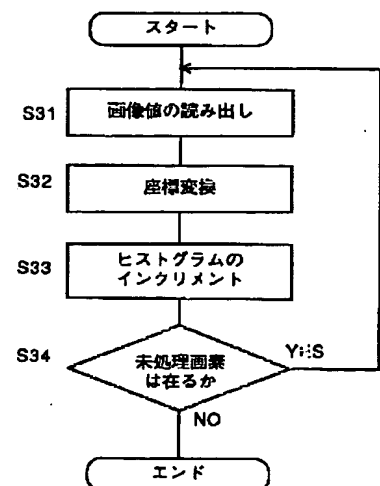 スタート
S31
画像値の読み出し
S32
座標変換
S33
ヒストグラムの
インクリメント
S34
未処理画素
は在るか
YES
NO
エンド